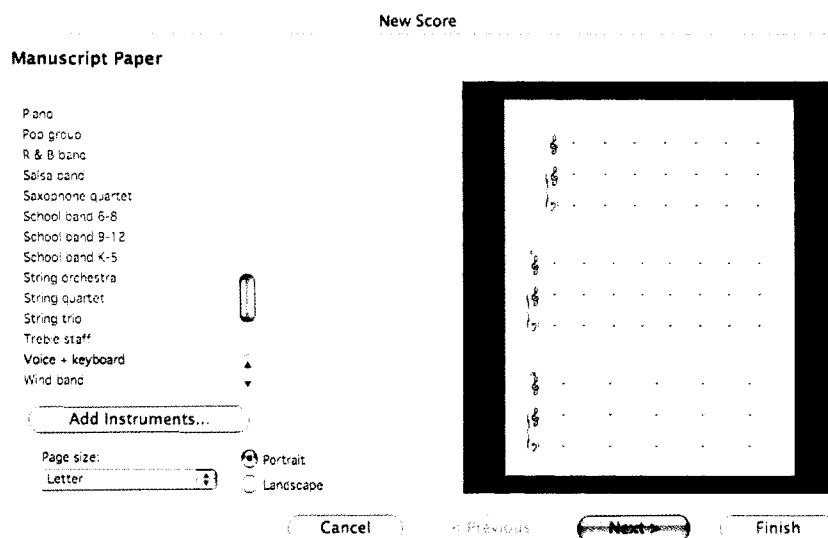 New Score
Manuscript Paper
Piano
Pop group
R & B band
Salsa band
Saxophone quartet
School band 6-8
School band 9-12
School band K-5
String orchestra
String quartet
String trio
Treble staff
Voice + keyboard
Wind band
Add Instruments...
Page size:
Letter
Portrait
Landscape
Cancel
< Previous
Next >
Finish